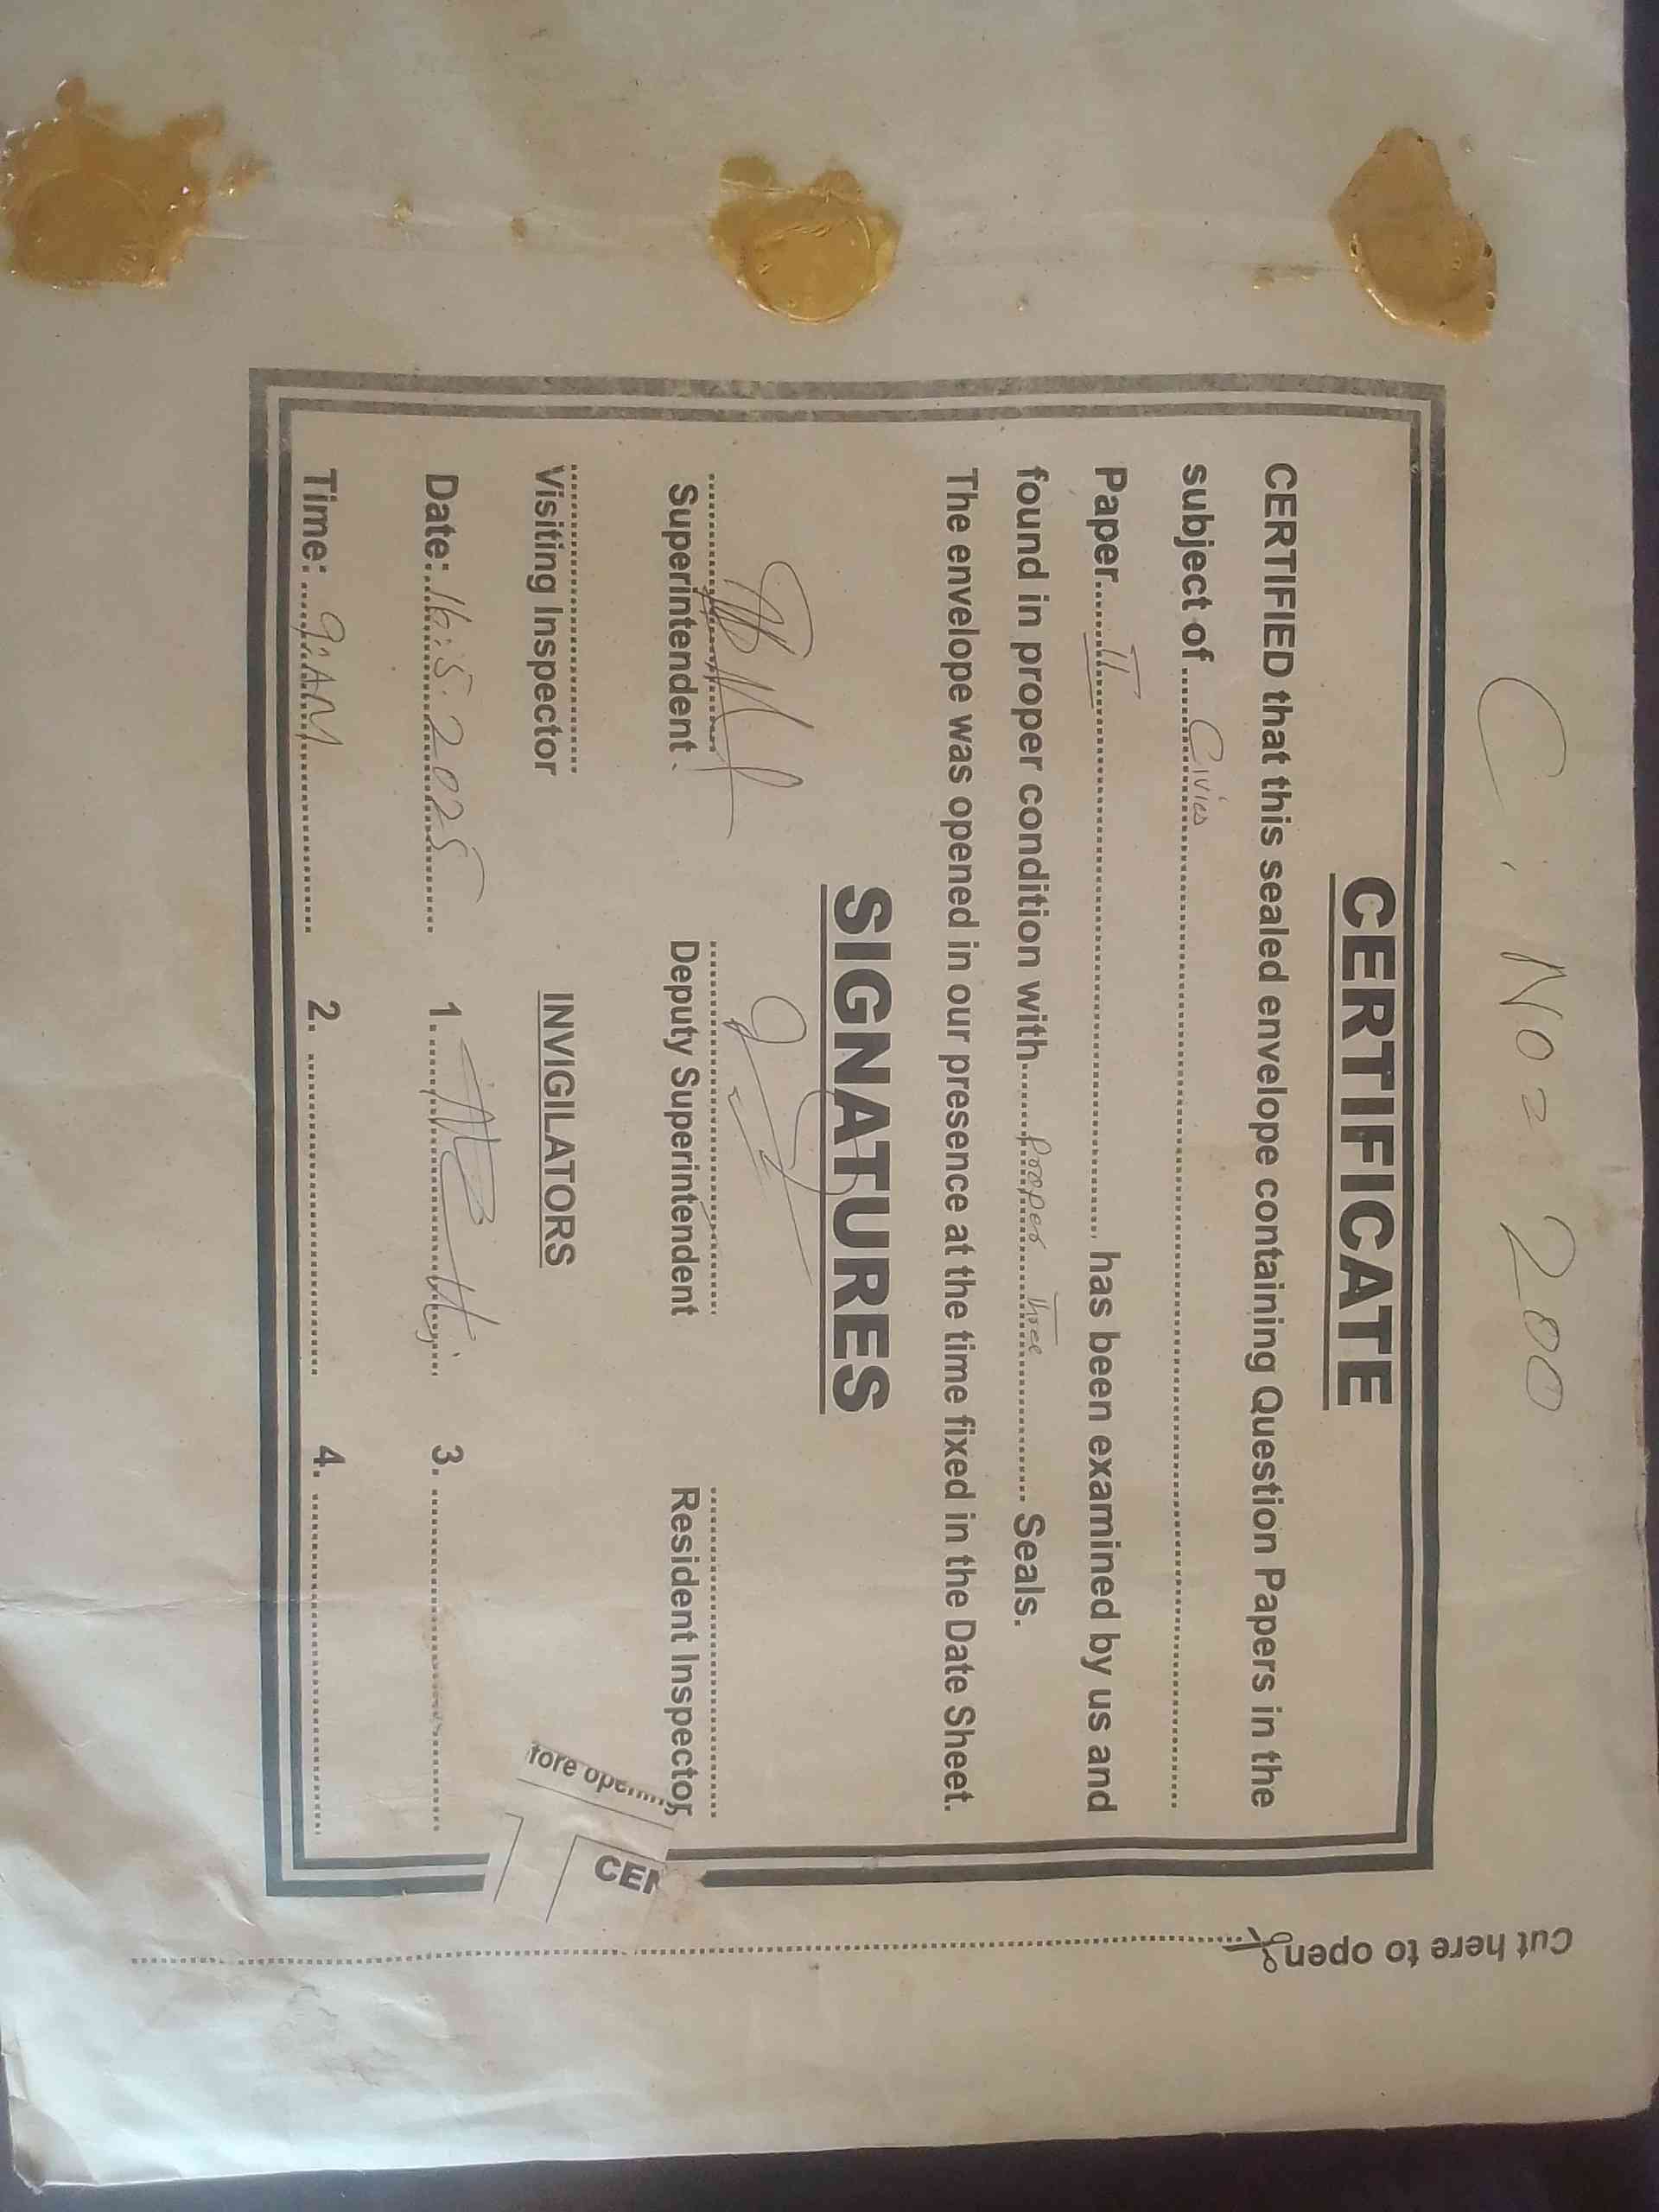 C. No = 200
CERTIFICATE
CERTIFIED that this sealed envelope containing Question Papers in the
subject of Civics
Paper II has been examined by us and
found in proper condition with proper three Seals.
The envelope was opened in our presence at the time fixed in the Date Sheet.
SIGNATURES
Superintendent Deputy Superintendent Resident Inspector
Visiting Inspector INVIGILATORS
Date: 16:5.2025 1. 3.
Time: 9:AM 2. 4.
fore opening
CEN
Cut here to open